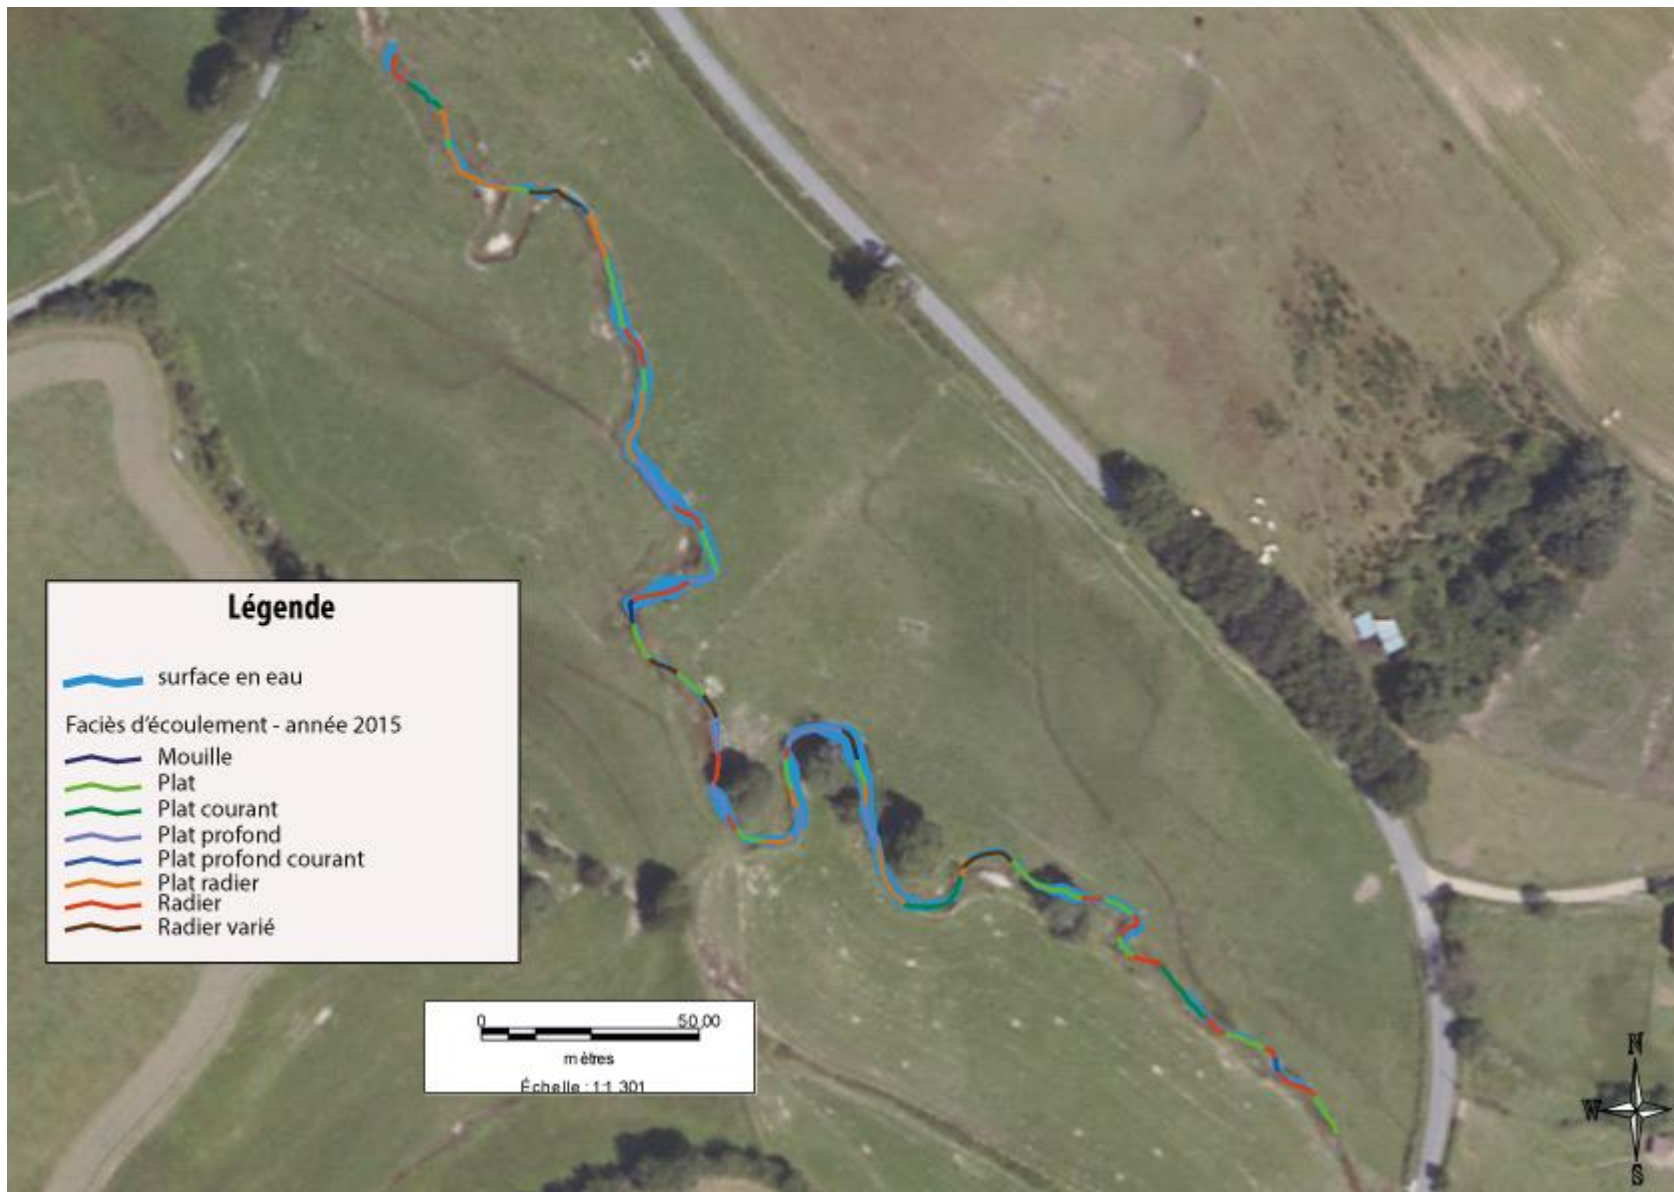 Légende
surface en eau
Faciès d'écoulement - année 2015
Mouille
Plat
Plat courant
Plat profond
Plat profond courant
Plat radier
Radier
Radier varié
0 50,00
mètres
Échelle : 1:1 301
N
W
S